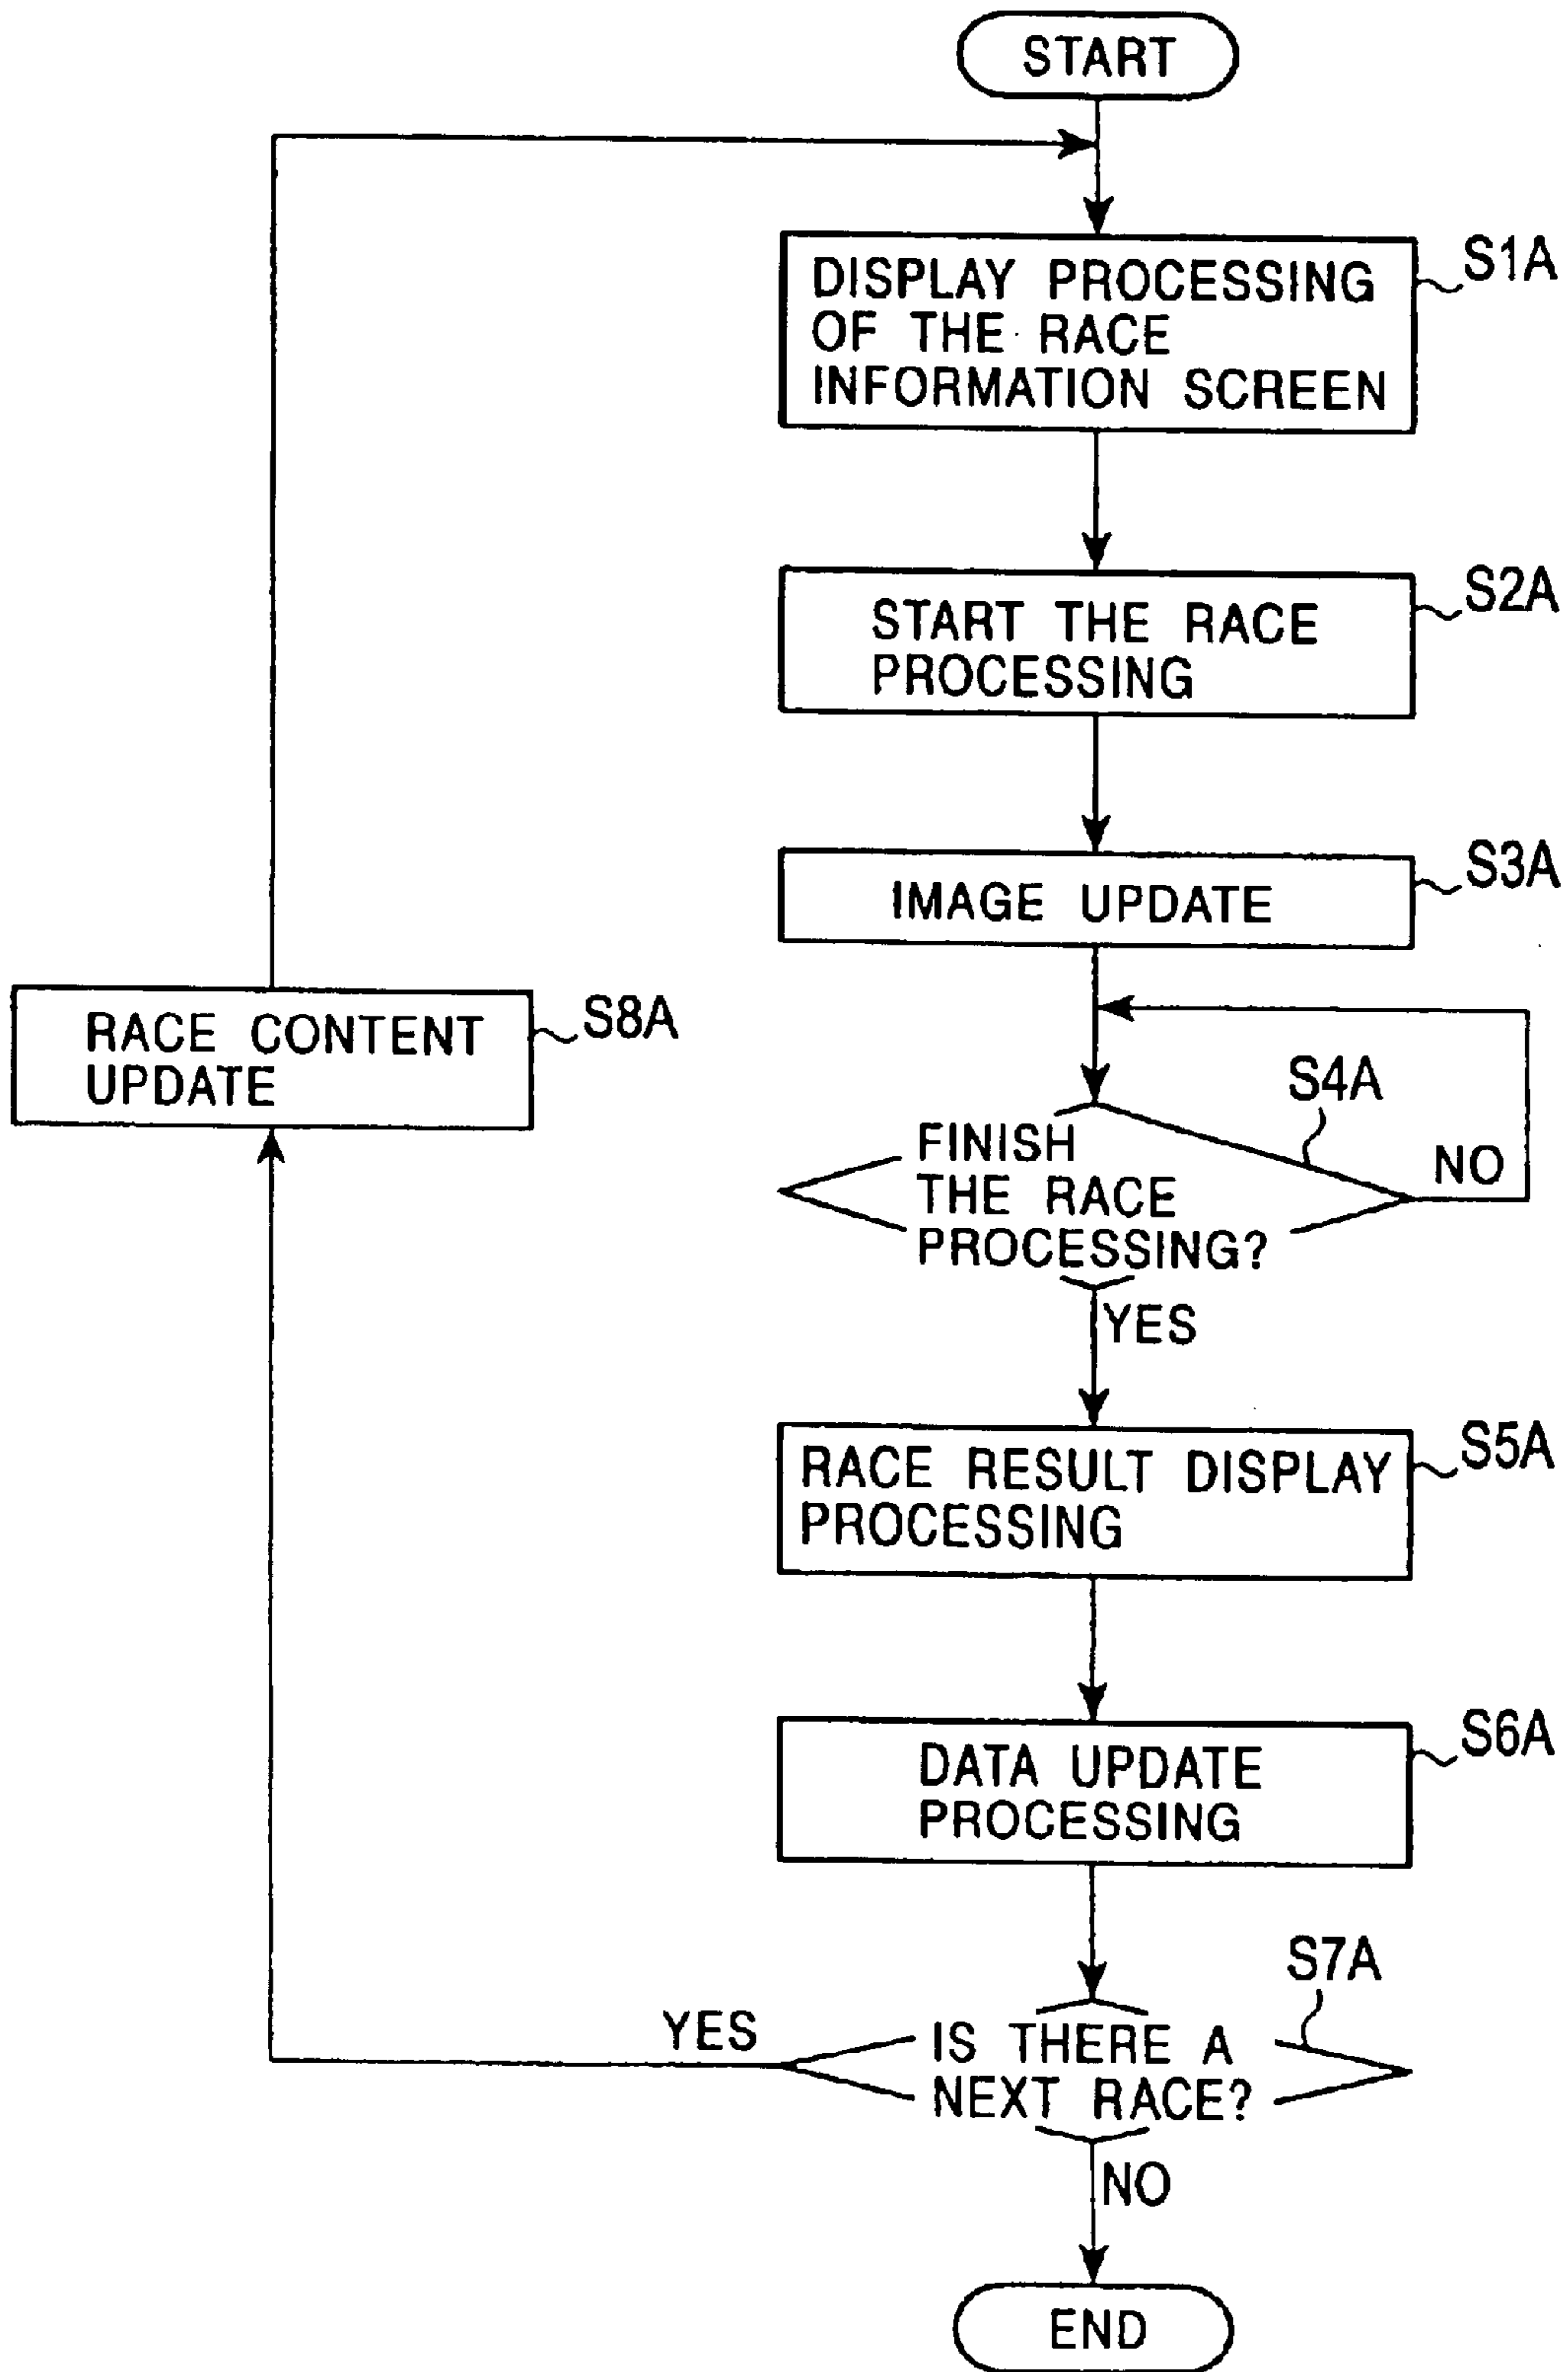 START
DISPLAY PROCESSING
OF THE RACE
INFORMATION SCREEN
S1A
START THE RACE
PROCESSING
S2A
IMAGE UPDATE
S3A
RACE CONTENT
UPDATE
S8A
S4A
FINISH
THE RACE
PROCESSING?
NO
YES
RACE RESULT DISPLAY
PROCESSING
S5A
DATA UPDATE
PROCESSING
S6A
S7A
YES
IS THERE A
NEXT RACE?
NO
END